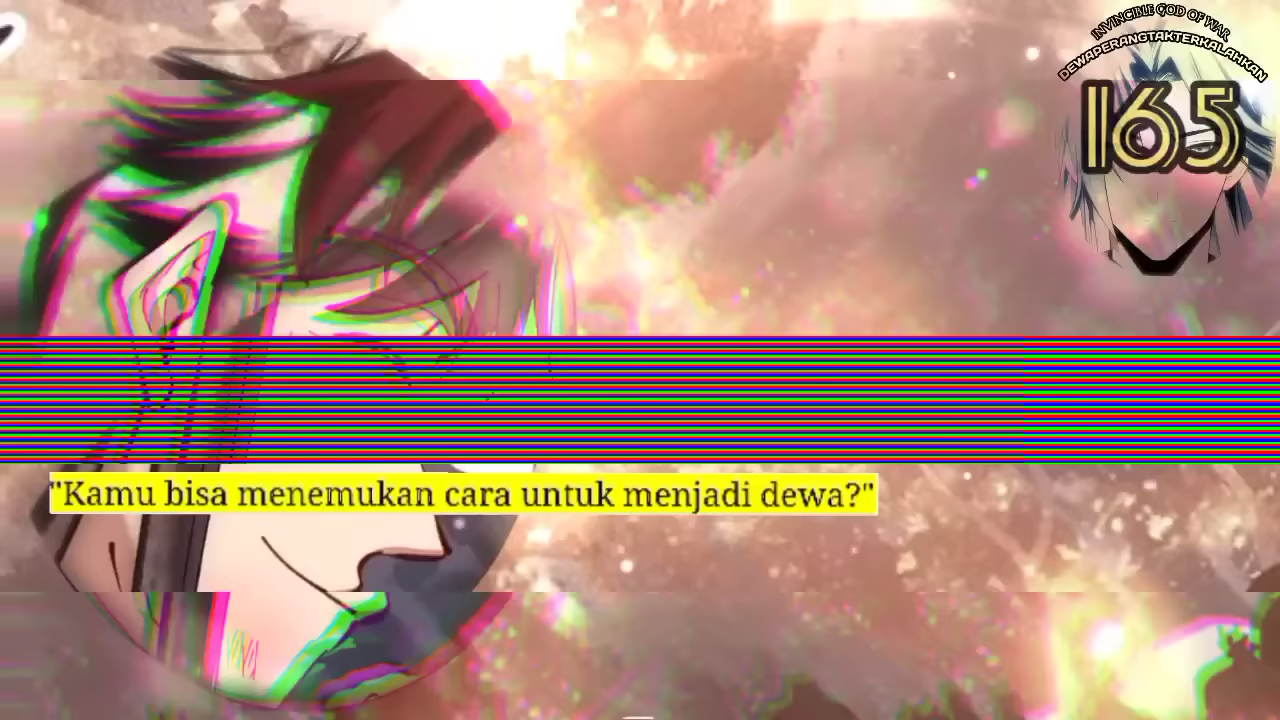 INVINCIBLE GOD OF WAR
DEWAPERANGTAKTERKALAHKAN
165
"Kamu bisa menemukan cara untuk menjadi dewa?"